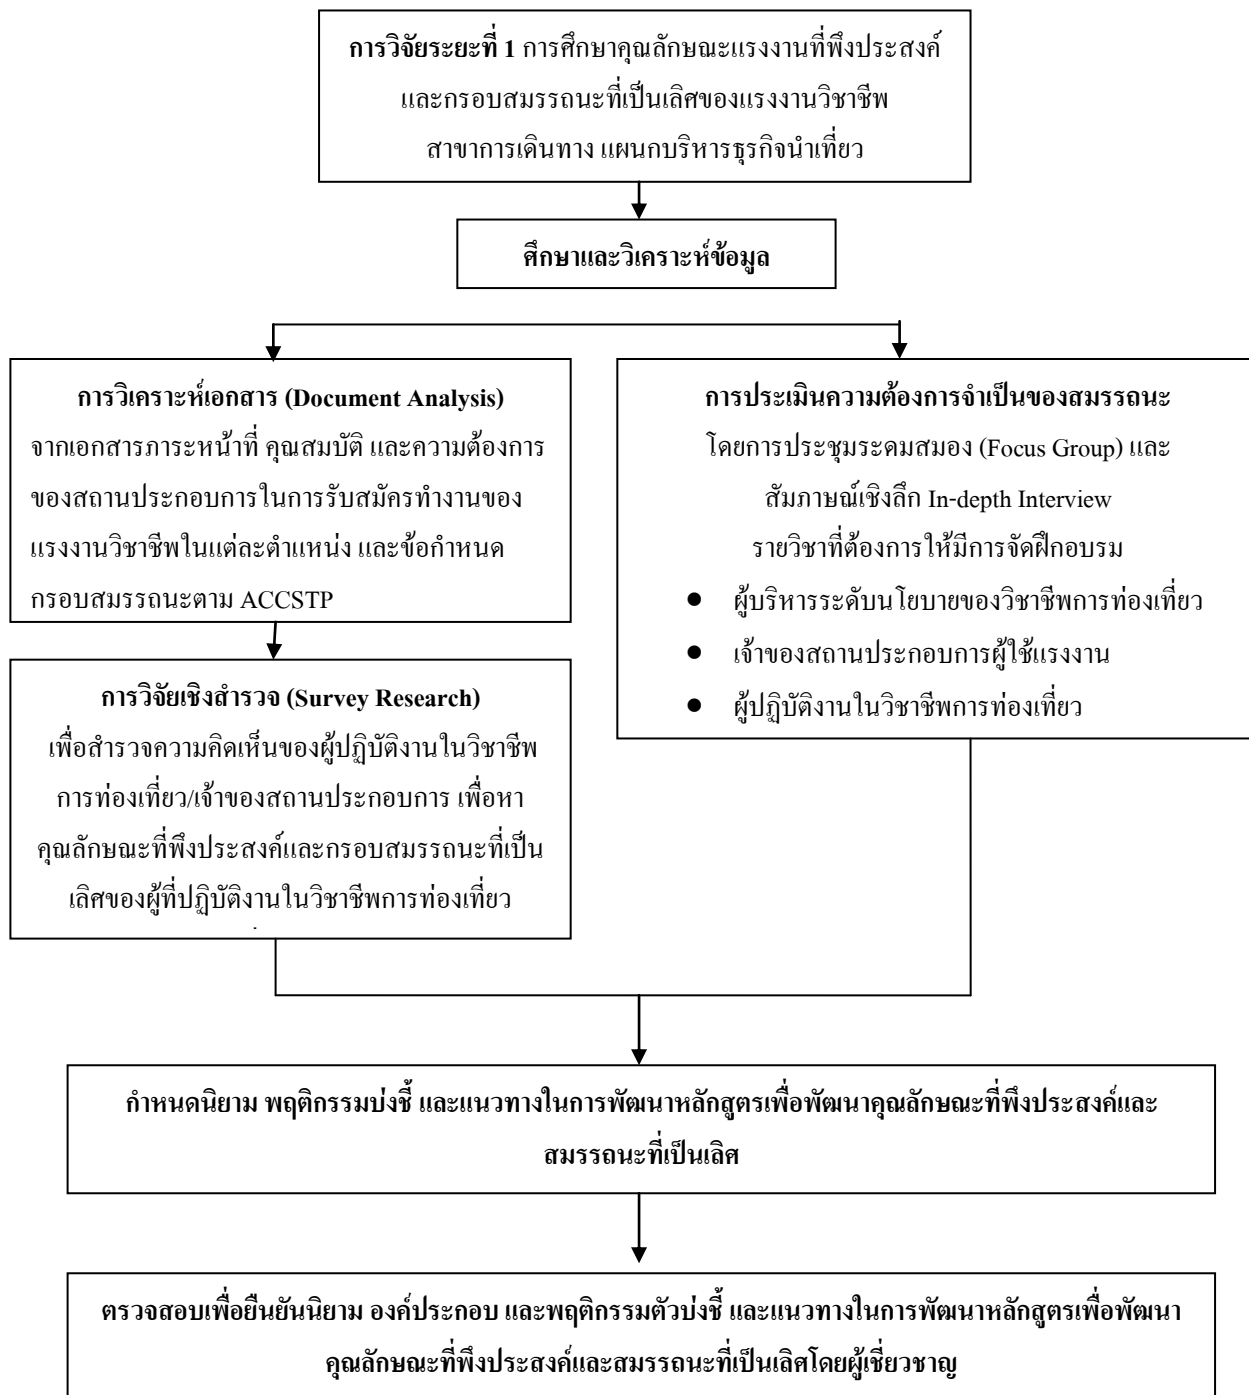 การวิจัยระยะที่ 1 การศึกษาคุณลักษณะแรงงานที่พึงประสงค์
และกรอบสมรรถนะที่เป็นเลิศของแรงงานวิชาชีพ
สาขาการเดินทาง แผนกบริหารธุรกิจนำเที่ยว
ศึกษาและวิเคราะห์ข้อมูล
การวิเคราะห์เอกสาร (Document Analysis)
จากเอกสารภาระหน้าที่ คุณสมบัติ และความต้องการ
ของสถานประกอบการในการรับสมัครทำงานของ
แรงงานวิชาชีพในแต่ละตำแหน่ง และข้อกำหนด
กรอบสมรรถนะตาม ACCSTP
การวิจัยเชิงสำรวจ (Survey Research)
เพื่อสำรวจความคิดเห็นของผู้ปฏิบัติงานในวิชาชีพ
การท่องเที่ยว/เจ้าของสถานประกอบการ เพื่อหา
คุณลักษณะที่พึงประสงค์และกรอบสมรรถนะที่เป็น
เลิศของผู้ที่ปฏิบัติงานในวิชาชีพการท่องเที่ยว
การประเมินความต้องการจำเป็นของสมรรถนะ
โดยการประชุมระดมสมอง (Focus Group) และ
สัมภาษณ์เชิงลึก In-depth Interview
รายวิชาที่ต้องการให้มีการจัดฝึกอบรม
● ผู้บริหารระดับนโยบายของวิชาชีพการท่องเที่ยว
● เจ้าของสถานประกอบการผู้ใช้แรงงาน
● ผู้ปฏิบัติงานในวิชาชีพการท่องเที่ยว
กำหนดนิยาม พฤติกรรมบ่งชี้ และแนวทางในการพัฒนาหลักสูตรเพื่อพัฒนาคุณลักษณะที่พึงประสงค์และ
สมรรถนะที่เป็นเลิศ
ตรวจสอบเพื่อยืนยันนิยาม องค์ประกอบ และพฤติกรรมตัวบ่งชี้ และแนวทางในการพัฒนาหลักสูตรเพื่อพัฒนา
คุณลักษณะที่พึงประสงค์และสมรรถนะที่เป็นเลิศโดยผู้เชี่ยวชาญ